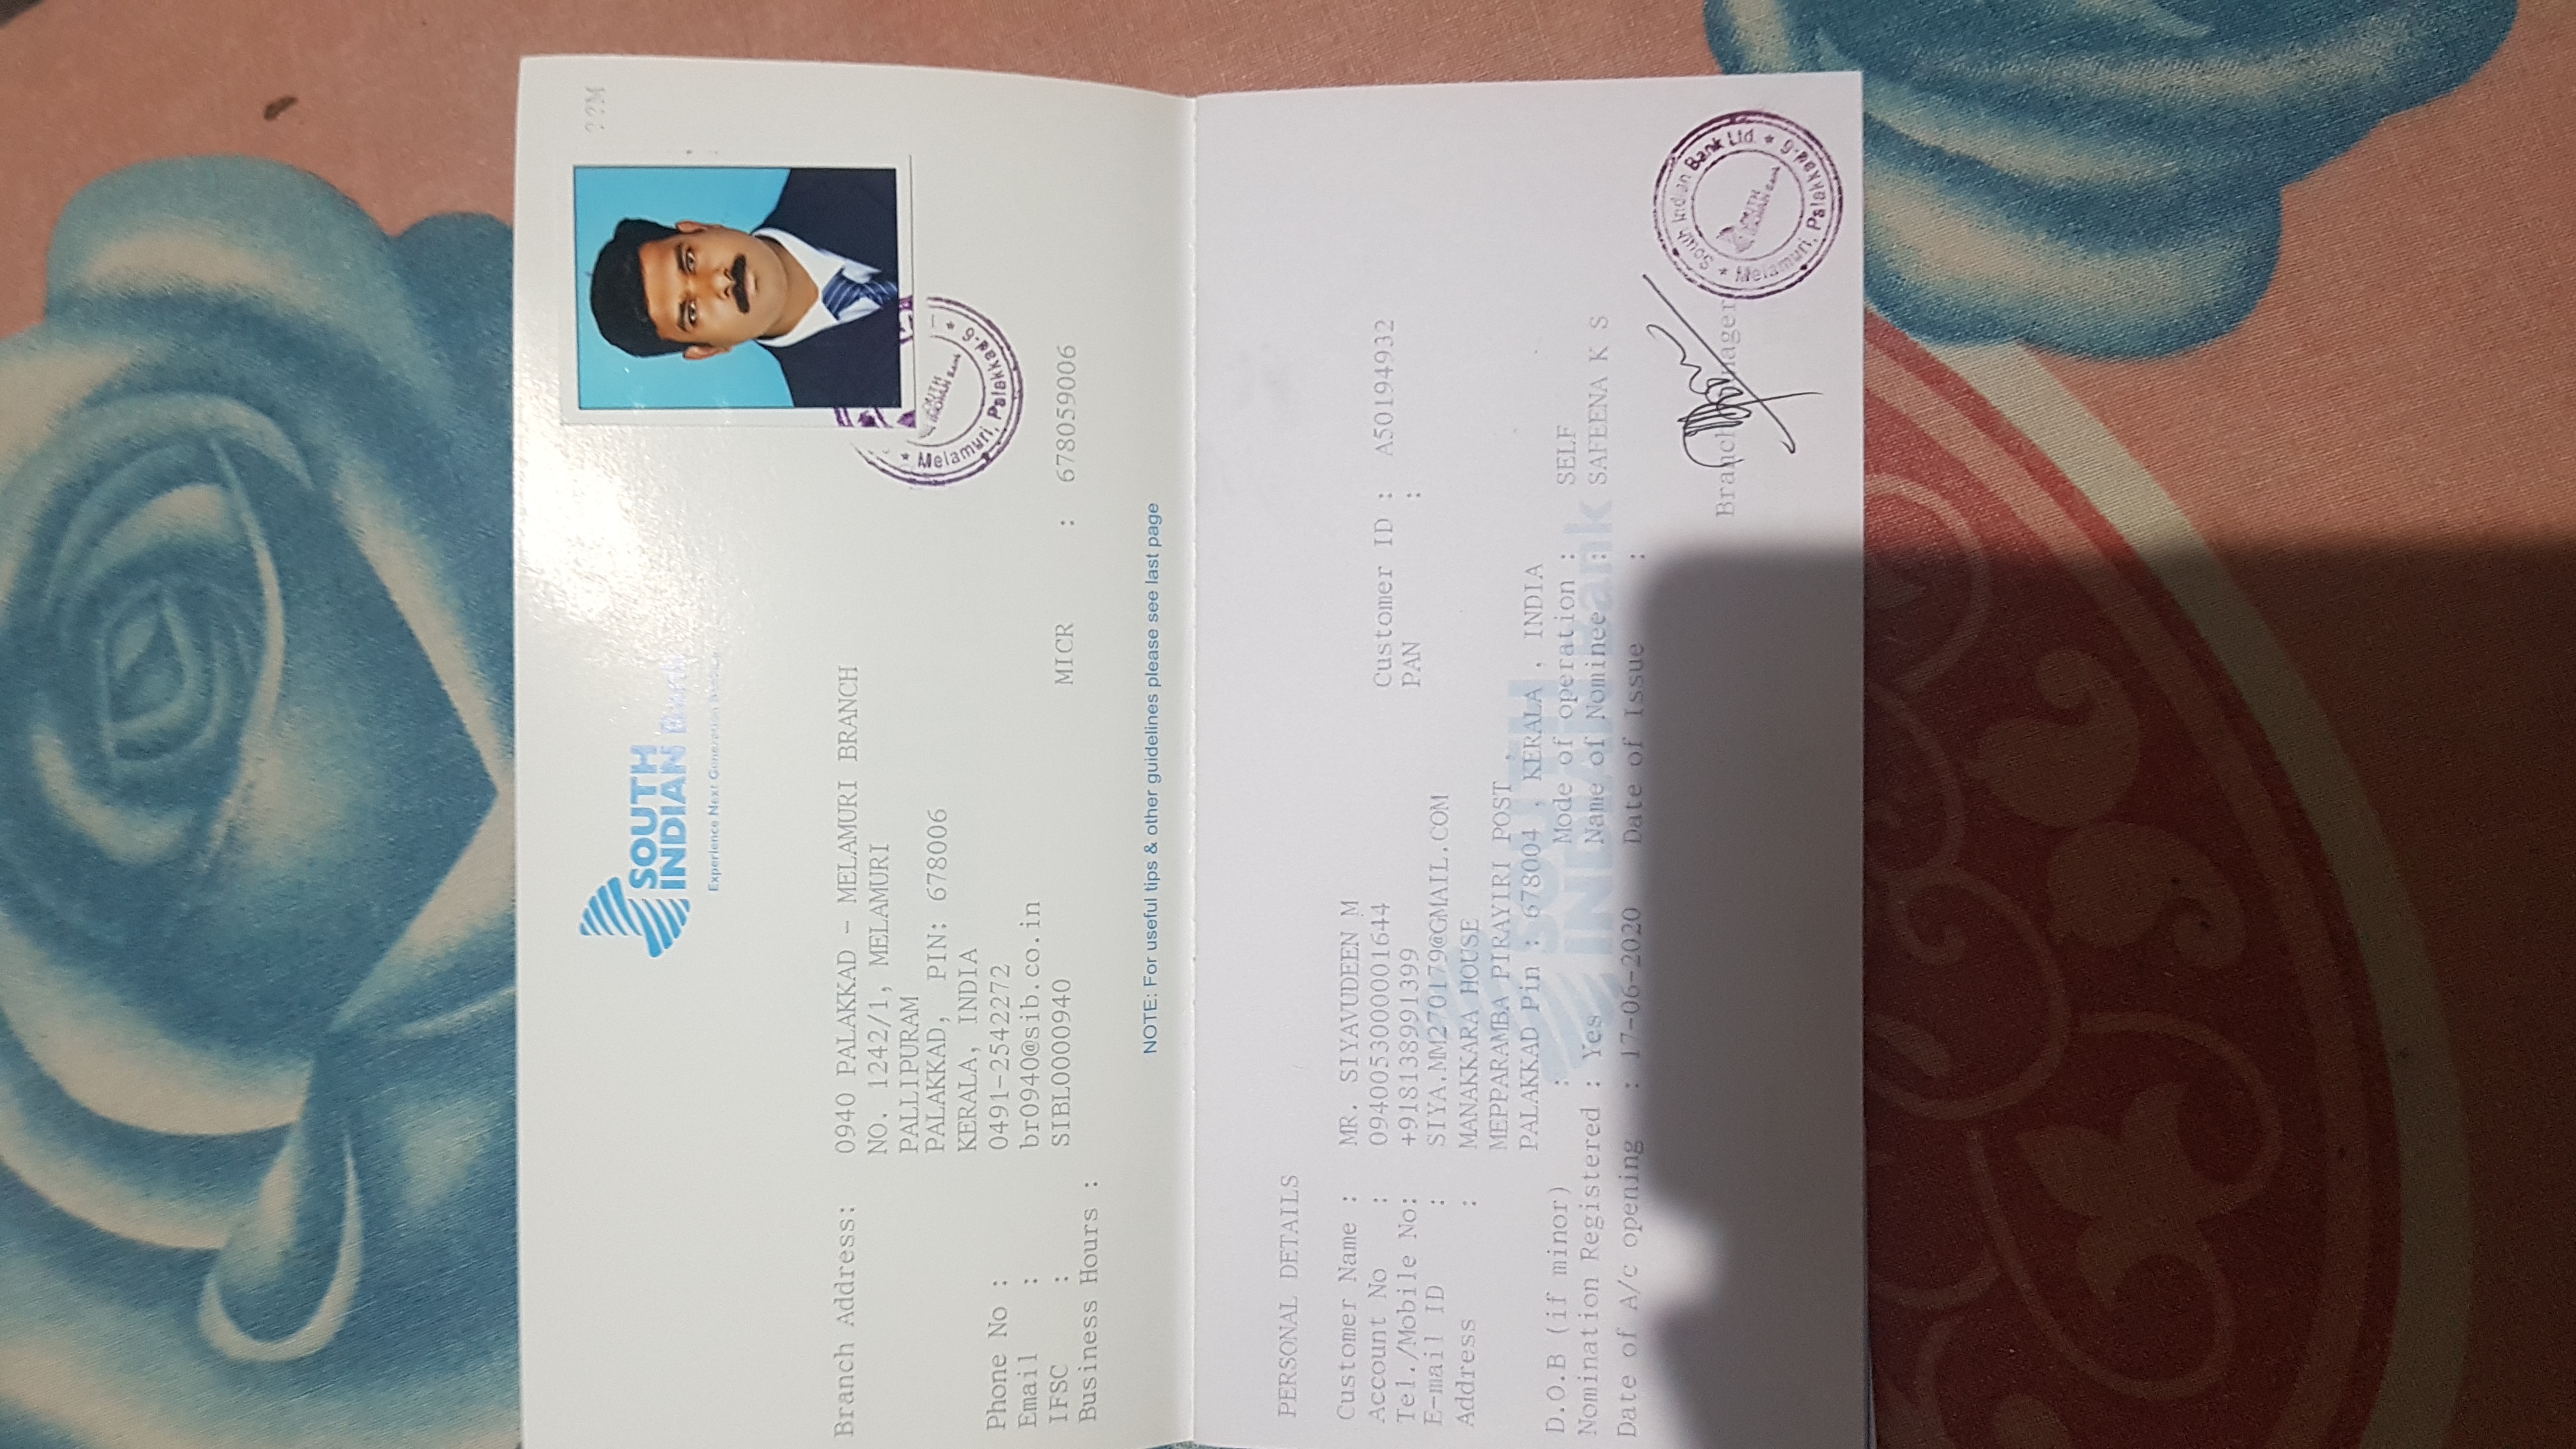 SOUTH
INDIAN Bank
Experience Next Generation Banking
??M
Branch Address: 0940 PALAKKAD - MELAMURI BRANCH
NO. 1242/1, MELAMURI
PALLIPURAM
PALAKKAD, PIN: 678006
KERALA, INDIA
Phone No : 0491-2542272
Email : br0940@sib.co.in
IFSC : SIBL0000940 MICR : 678059006
Business Hours :
SOUTH
INDIAN Bank
* Melamuri, Palakkad-6 *
NOTE: For useful tips & other guidelines please see last page
PERSONAL DETAILS
Customer Name : MR. SIYAVUDEEN M
Account No : 0940053000001644 Customer ID : A50194932
Tel./Mobile No: +918138991399 PAN :
E-mail ID : SIYA.MM270179@GMAIL.COM
Address : MANAKKARA HOUSE
MEPPARAMBA PIRAYIRI POST ,
PALAKKAD Pin : 678004 , KERALA , INDIA
D.O.B (if minor) : Mode of operation : SELF
Nomination Registered : Yes Name of Nominee : SAFEENA K S
Date of A/c opening : 17-06-2020 Date of Issue :
SOUTH
INDIAN Bank
Branch Manager
South Indian Bank Ltd.
SOUTH
INDIAN Bank
* Melamuri, Palakkad-6 *